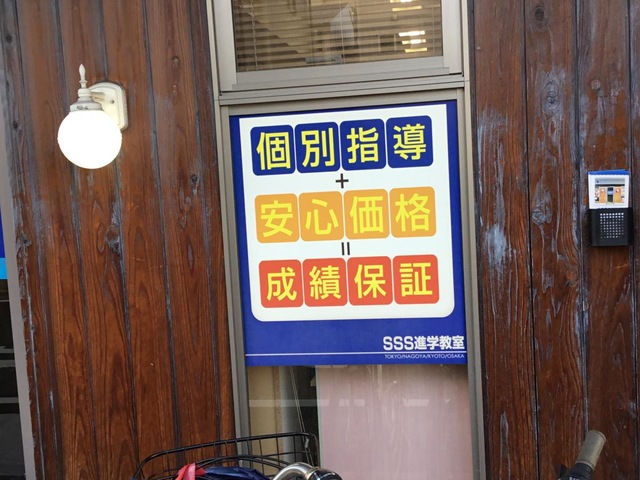 個別指導
+
安心価格
=
成績保証
SSS進学教室
TOKYO/NAGOYA/KYOTO/OSAKA